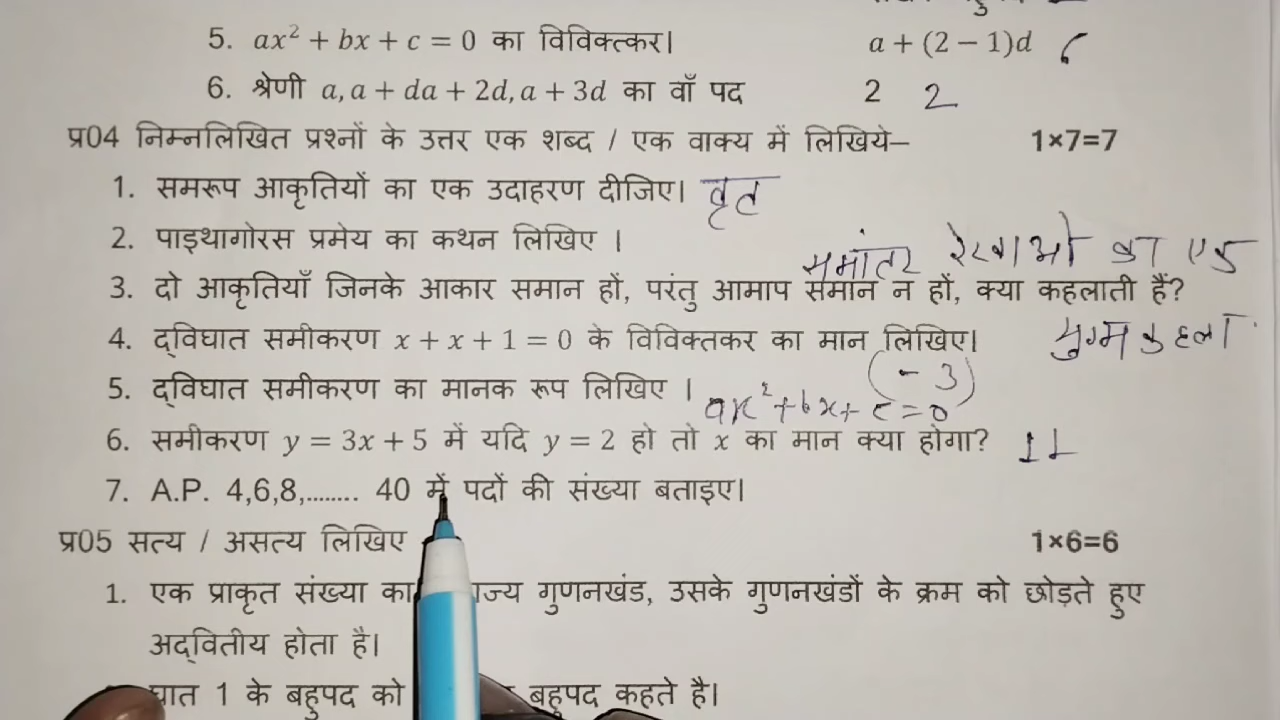 5. ax² + bx + c = 0 का विविक्त्कर। a + (2 − 1)d 6
6. श्रेणी a, a + da + 2d, a + 3d का वाँ पद 2 2
प्र04 निम्नलिखित प्रश्नों के उत्तर एक शब्द / एक वाक्य में लिखिये– 1×7=7
1. समरूप आकृतियों का एक उदाहरण दीजिए। वृत
2. पाइथागोरस प्रमेय का कथन लिखिए ।
समांतर रेखाओ का एक
3. दो आकृतियाँ जिनके आकार समान हों, परंतु आमाप समान न हों, क्या कहलाती हैं?
4. द्विघात समीकरण x + x + 1 = 0 के विविक्तकर का मान लिखिए। युग्म कहला
(- 3)
5. द्विघात समीकरण का मानक रूप लिखिए । ax²+bx+c=0
6. समीकरण y = 3x + 5 में यदि y = 2 हो तो x का मान क्या होगा? 11
7. A.P. 4,6,8,........ 40 में पदों की संख्या बताइए।
प्र05 सत्य / असत्य लिखिए 1×6=6
1. एक प्राकृत संख्या का ज्य गुणनखंड, उसके गुणनखंडों के क्रम को छोड़ते हुए
अद्वितीय होता है।
घात 1 के बहुपद को बहुपद कहते है।